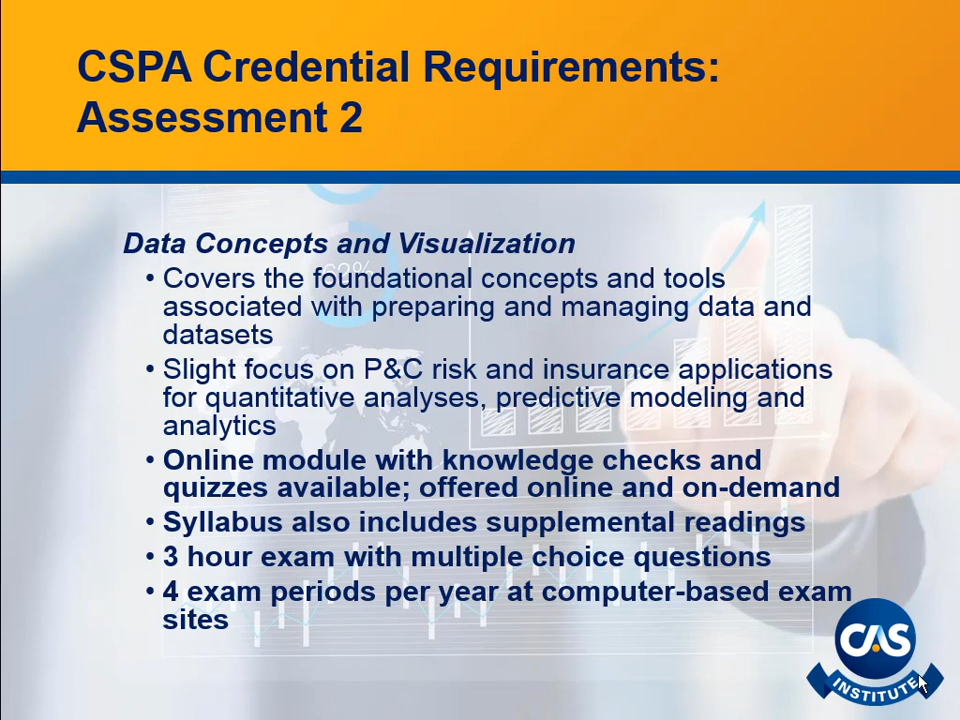 CSPA Credential Requirements:
Assessment 2
Data Concepts and Visualization
• Covers the foundational concepts and tools
associated with preparing and managing data and
datasets
• Slight focus on P&C risk and insurance applications
for quantitative analyses, predictive modeling and
analytics
• Online module with knowledge checks and
quizzes available; offered online and on-demand
• Syllabus also includes supplemental readings
• 3 hour exam with multiple choice questions
• 4 exam periods per year at computer-based exam
sites
CAS
INSTITUTE